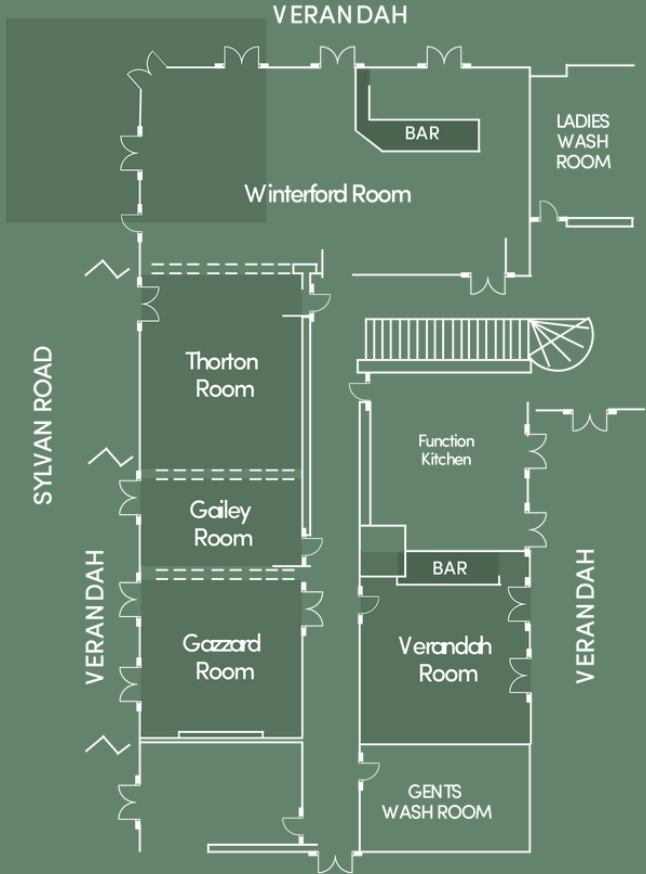 VERANDAH
LADIES
WASH
ROOM
BAR
Winterford Room
Thorton
Room
SYLVAN ROAD
Function
Kitchen
Gailey
Room
VERANDAH
BAR
VERANDAH
Gazzard
Room
Verandah
Room
GENTS
WASH ROOM